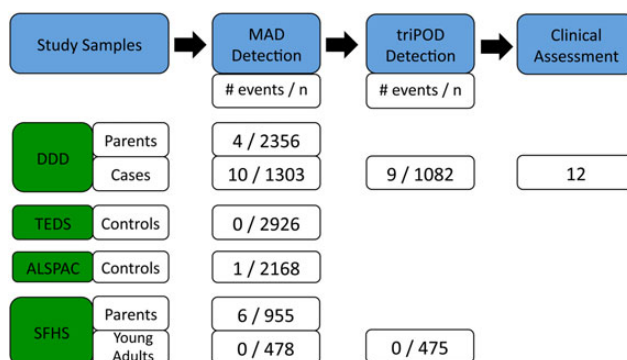 Study Samples
MAD
Detection
triPOD
Detection
Clinical
Assessment
# events / n
# events / n
DDD
Parents
4 / 2356
Cases
10 / 1303
9 / 1082
12
TEDS
Controls
0 / 2926
ALSPAC
Controls
1 / 2168
SFHS
Parents
6 / 955
Young
Adults
0 / 478
0 / 475